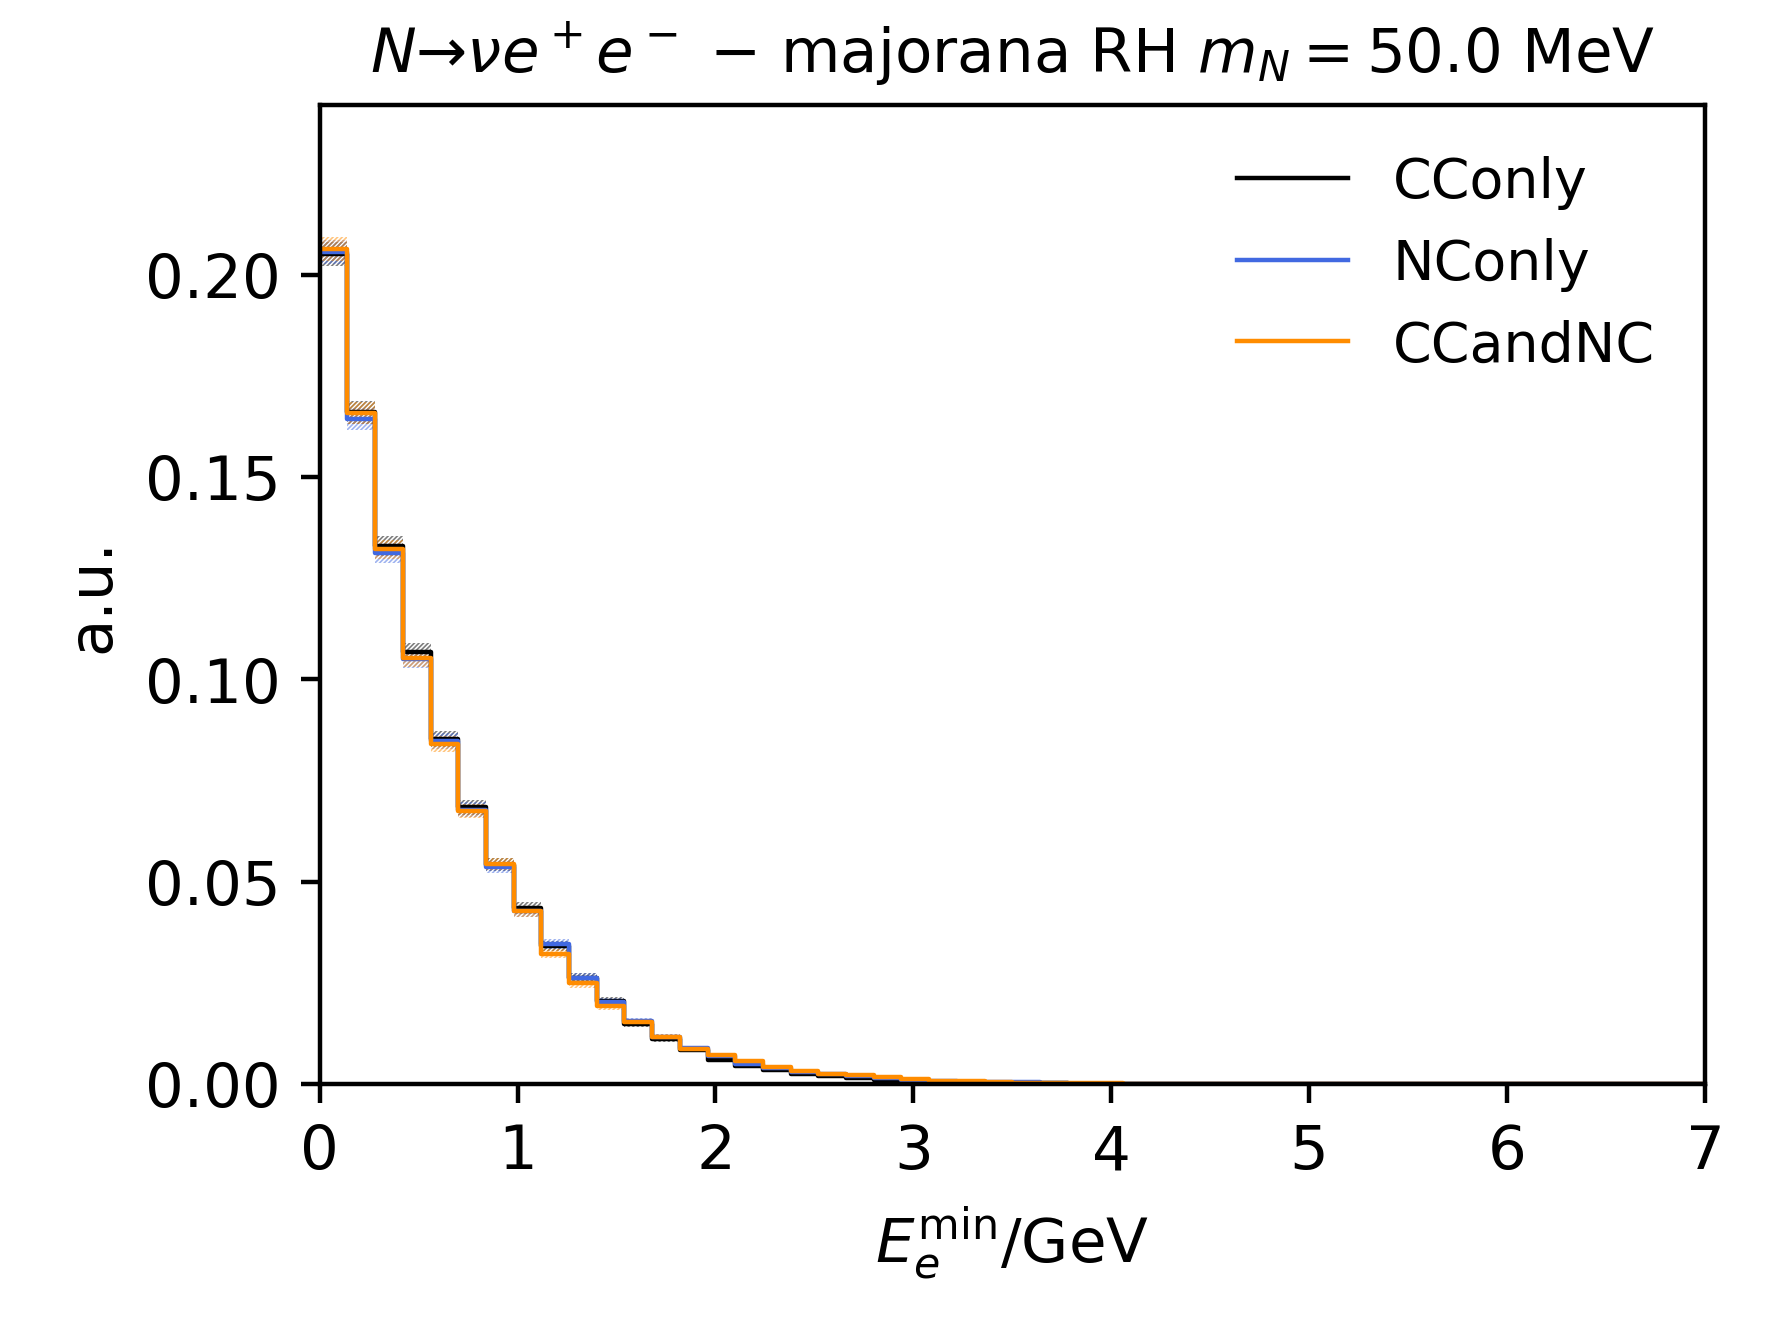 N→νe⁺e⁻ − majorana RH m_N = 50.0 MeV
CConly
NConly
CCandNC
0.20
0.15
0.10
0.05
0.00
a.u.
0 1 2 3 4 5 6 7
E_e^min/GeV